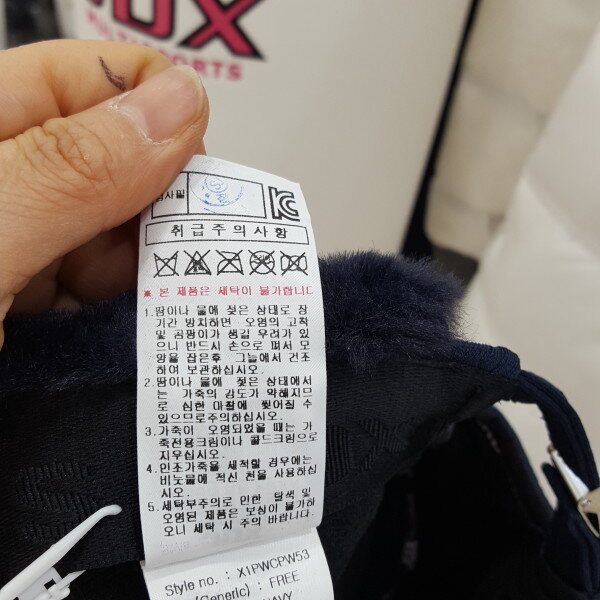 MULTISPORTS
취급주의사항
※ 본 제품은 세탁이 불가합니다
1.땀이나 물에 젖은 상태로 장
기간 방치하면 오염의 고착
및 곰팡이가 생길 우려가 있
으니 반드시 손으로 펴서 모
양을 잡은후 그늘에서 건조
하여 보관하십시오.
2.땀이나 물에 젖은 상태에서
는 가죽의 강도가 약해지므
로 심한 마찰에 찢어질 수
있으므로주의하십시오.
3.가죽이 오염되었을 때는 가
죽전용크림이나 콜드크림으로
지우십시오.
4.인조가죽을 세척할 경우에는
비눗물에 적신 천을 사용하십
시오.
5.세탁부주의로 인한 탈색 및
오염된 제품은 보상이 불가하
오니 세탁 시 주의 바랍니다.
Style no. : X1PWCPW53
(Generic) : FREE
NAVY